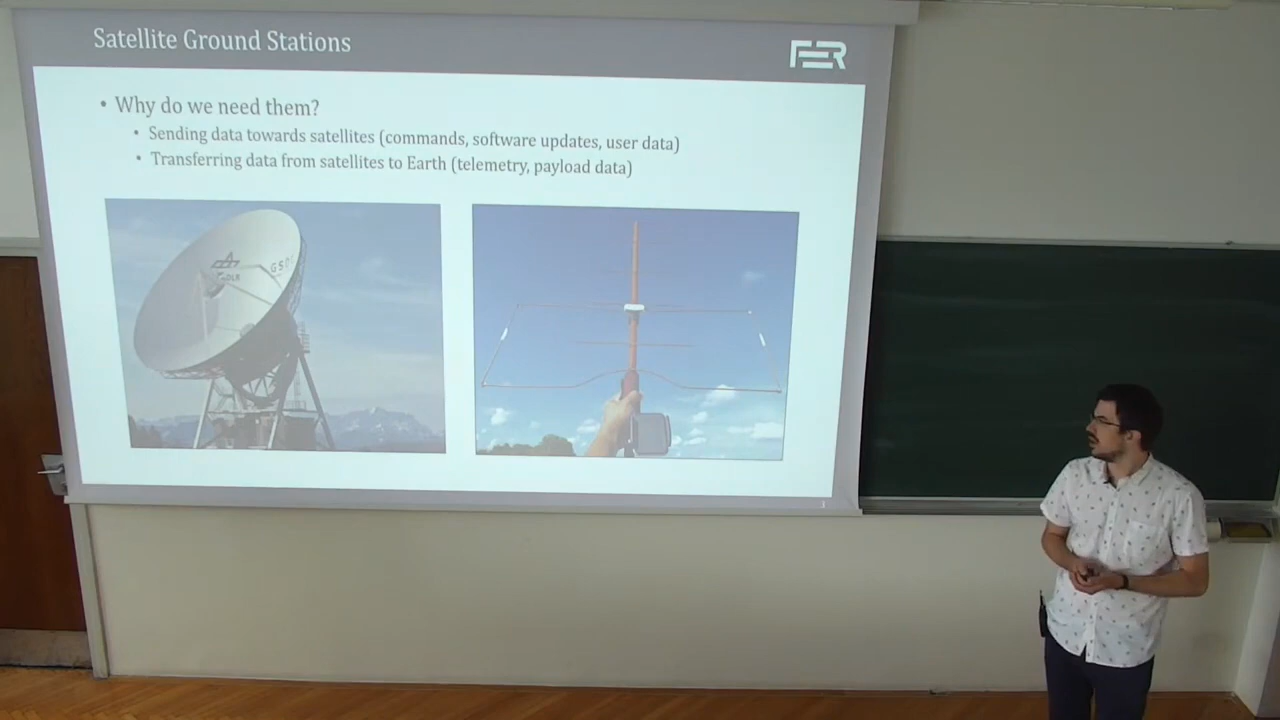 Satellite Ground Stations
FER
• Why do we need them?
• Sending data towards satellites (commands, software updates, user data)
• Transferring data from satellites to Earth (telemetry, payload data)
DLR